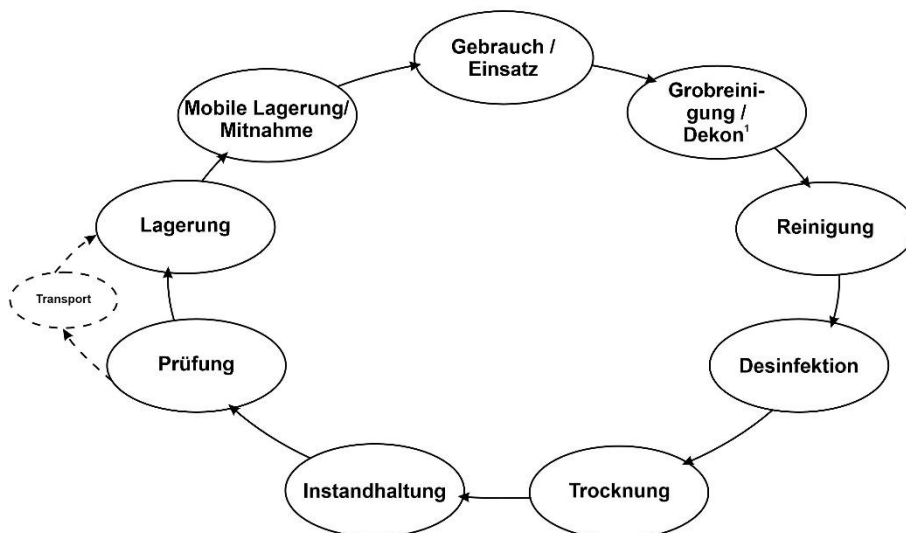 Gebrauch /
Einsatz
Grobreini-
gung /
Dekon¹
Reinigung
Desinfektion
Trocknung
Instandhaltung
Prüfung
Transport
Lagerung
Mobile Lagerung/
Mitnahme